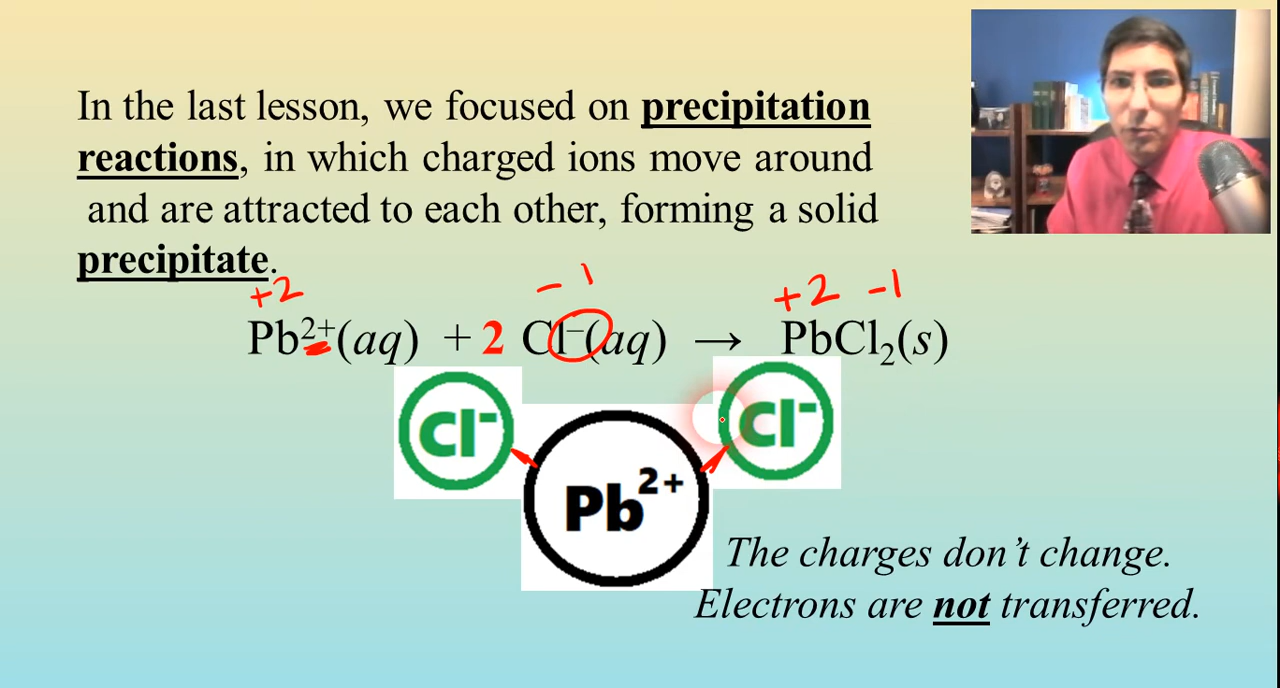 In the last lesson, we focused on precipitation
reactions, in which charged ions move around
and are attracted to each other, forming a solid
precipitate.
+2 − 1 +2 -1
Pb²⁺(aq) + 2 Cl⁻(aq) → PbCl₂(s)
Cl⁻ Cl⁻
Pb²⁺
The charges don’t change.
Electrons are not transferred.